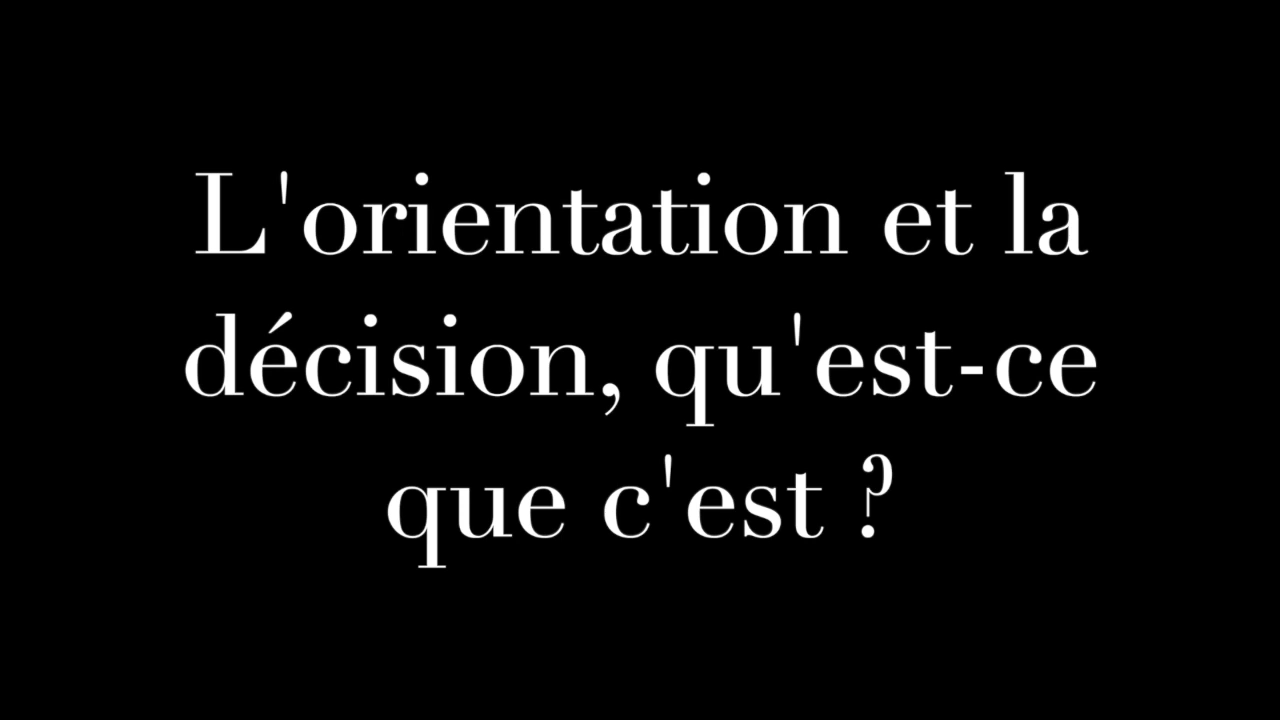 L'orientation et la
décision, qu'est-ce
que c'est ?